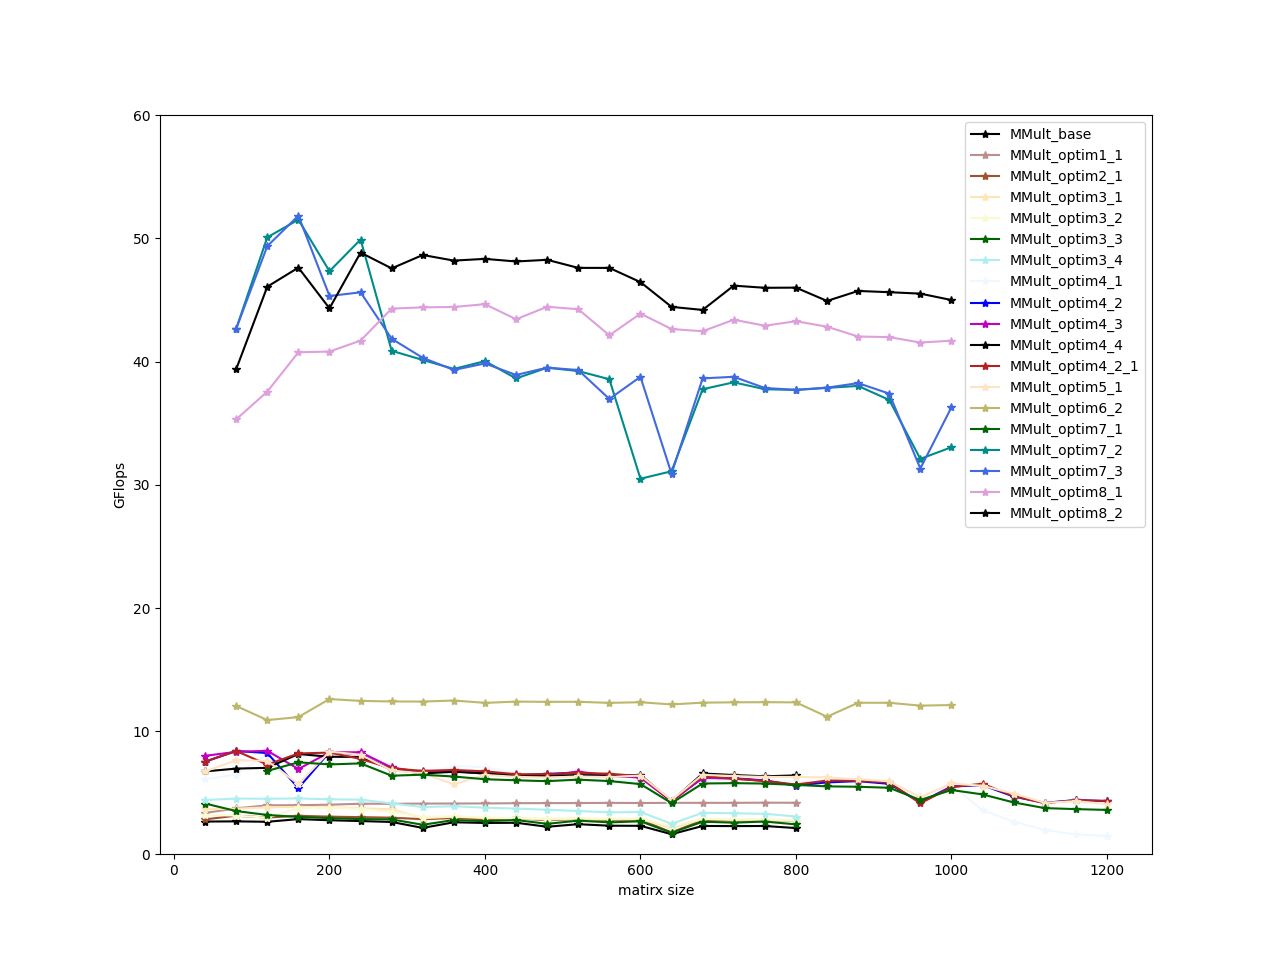 60
50
40
30
20
10
0
GFlops
0 200 400 600 800 1000 1200
matirx size
MMult_base
MMult_optim1_1
MMult_optim2_1
MMult_optim3_1
MMult_optim3_2
MMult_optim3_3
MMult_optim3_4
MMult_optim4_1
MMult_optim4_2
MMult_optim4_3
MMult_optim4_4
MMult_optim4_2_1
MMult_optim5_1
MMult_optim6_2
MMult_optim7_1
MMult_optim7_2
MMult_optim7_3
MMult_optim8_1
MMult_optim8_2